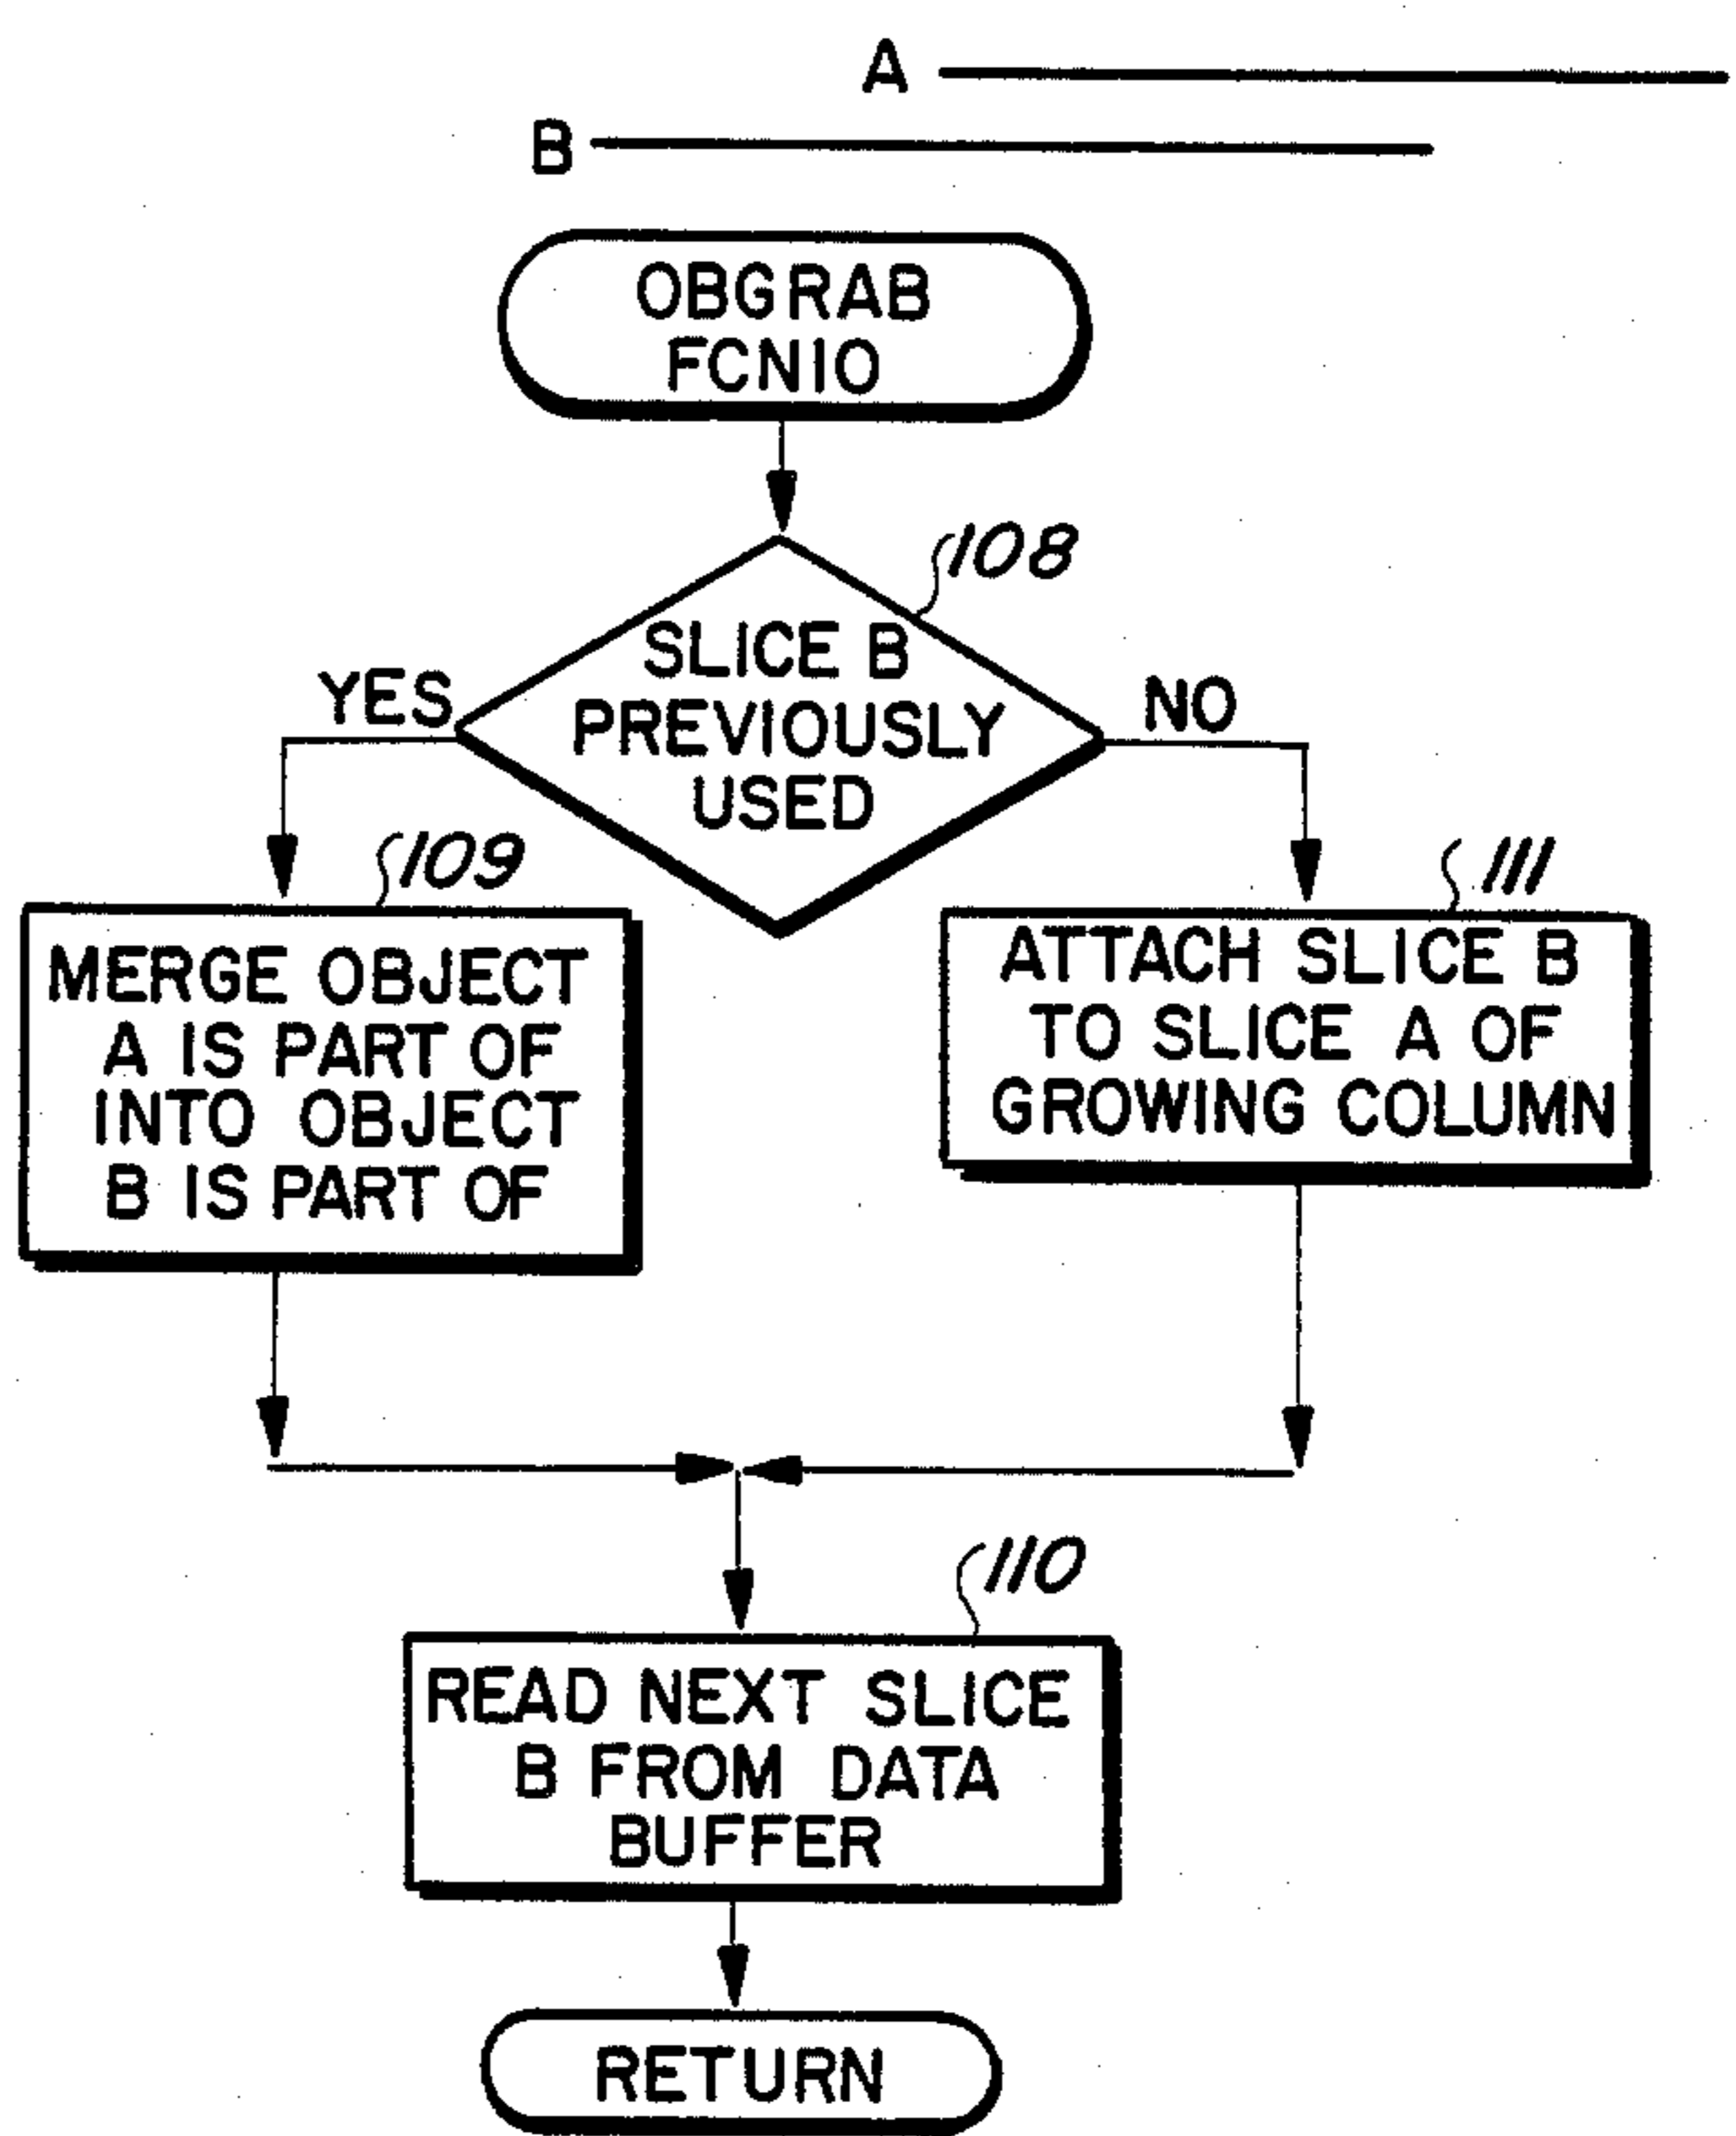 A
B
OBGRAB
FCN10
108
SLICE B
PREVIOUSLY
USED
YES
NO
109
MERGE OBJECT
A IS PART OF
INTO OBJECT
B IS PART OF
111
ATTACH SLICE B
TO SLICE A OF
GROWING COLUMN
110
READ NEXT SLICE
B FROM DATA
BUFFER
RETURN